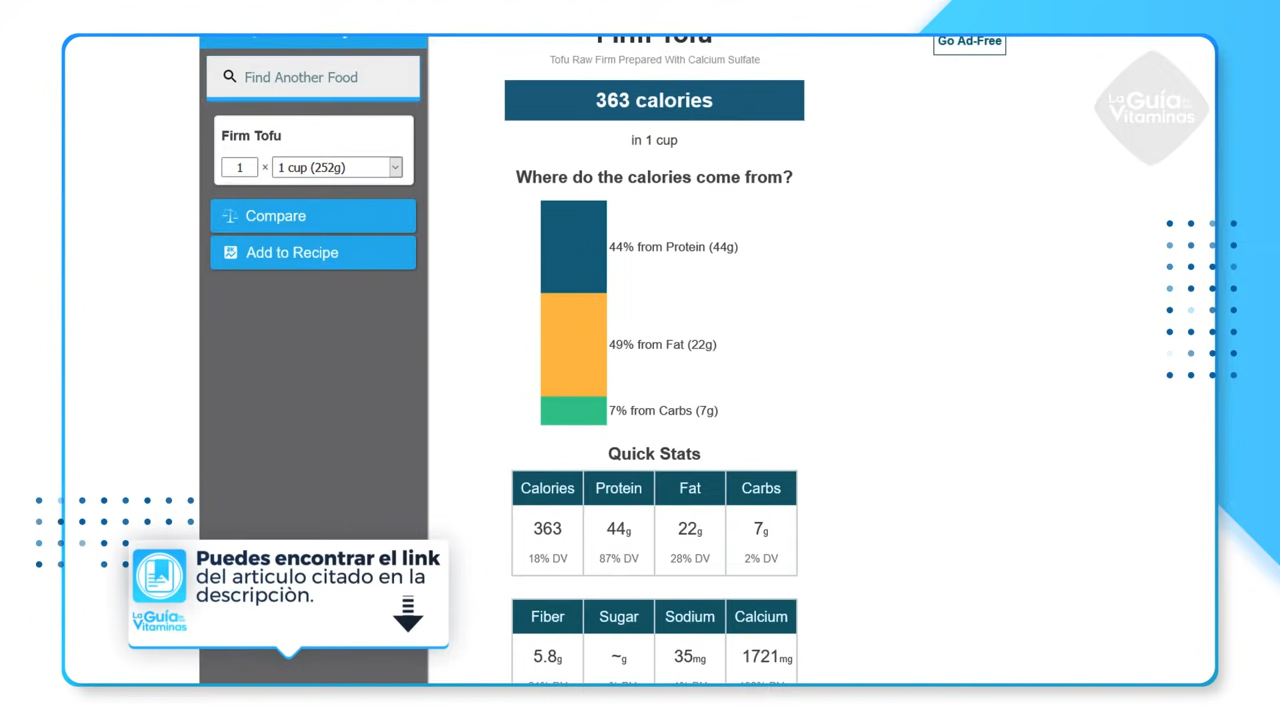 Firm Tofu
Go Ad-Free
Tofu Raw Firm Prepared With Calcium Sulfate
La Guía de las
Vitaminas
Find Another Food
363 calories
in 1 cup
Firm Tofu
1 × 1 cup (252g)
Where do the calories come from?
Compare
Add to Recipe
44% from Protein (44g)
49% from Fat (22g)
7% from Carbs (7g)
Quick Stats
Calories Protein Fat Carbs
363 44g 22g 7g
18% DV 87% DV 28% DV 2% DV
Fiber Sugar Sodium Calcium
5.8g ~g 35mg 1721mg
Puedes encontrar el link
del articulo citado en la
descripciòn.
La Guía de las
Vitaminas